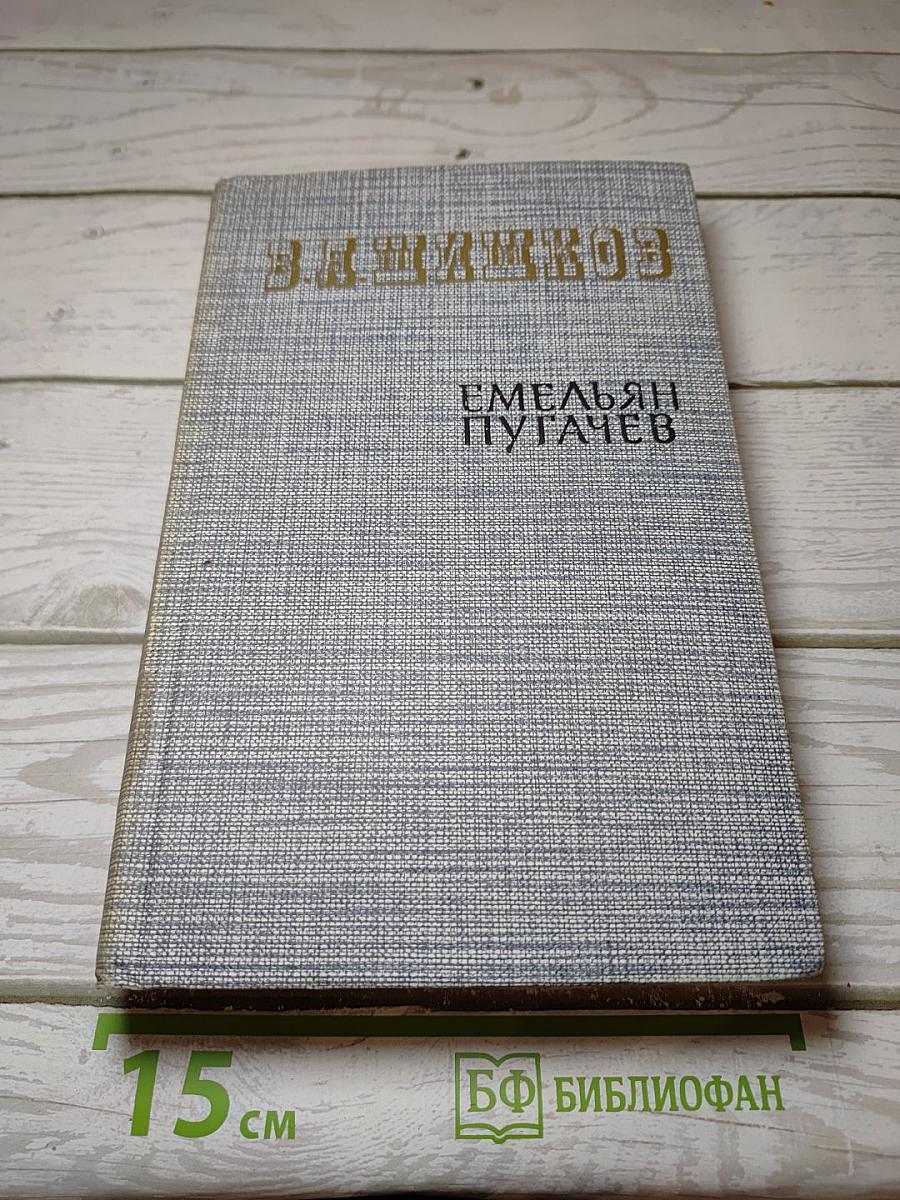 В.Я.ШИШКОВ
ЕМЕЛЬЯН
ПУГАЧЕВ
15 см
БФ БИБЛИОФАН